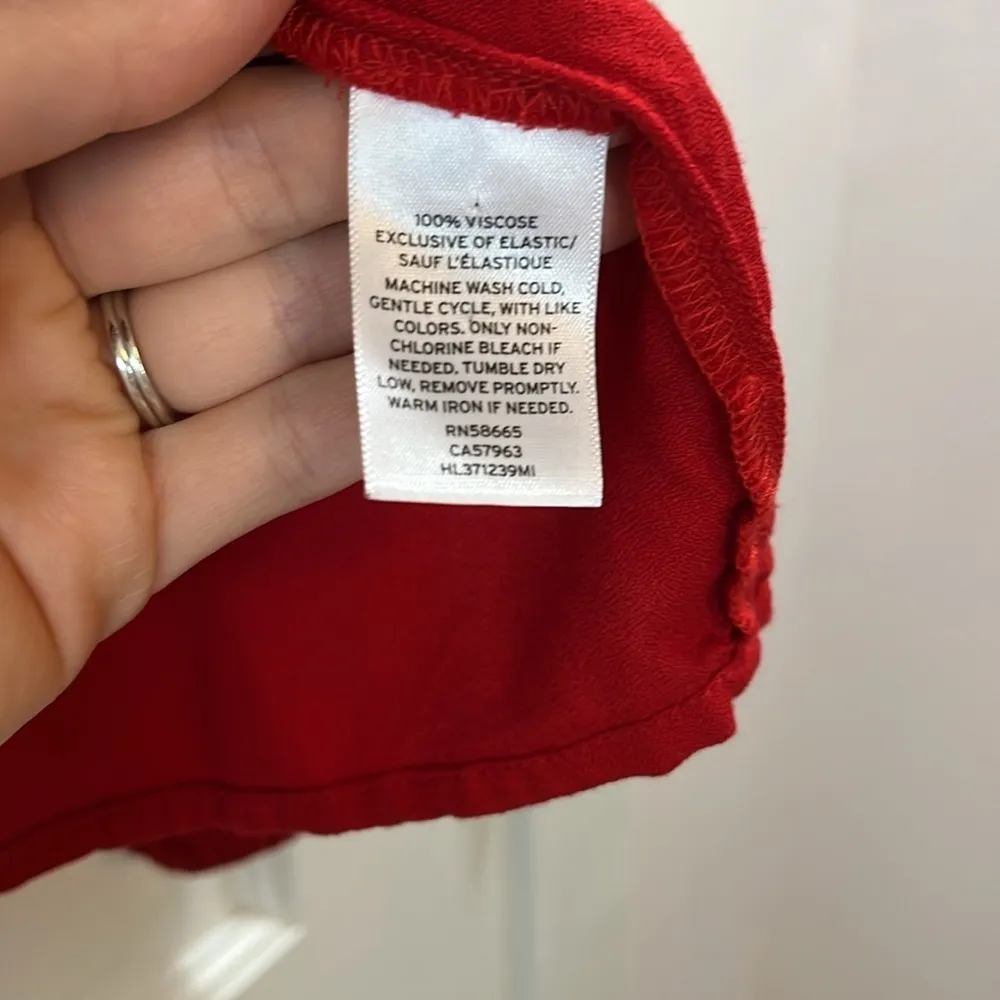 100% VISCOSE
EXCLUSIVE OF ELASTIC/
SAUF L'ÉLASTIQUE
MACHINE WASH COLD,
GENTLE CYCLE, WITH LIKE
COLORS. ONLY NON-
CHLORINE BLEACH IF
NEEDED. TUMBLE DRY
LOW, REMOVE PROMPTLY.
WARM IRON IF NEEDED.
RN58665
CA57963
HL371239MI